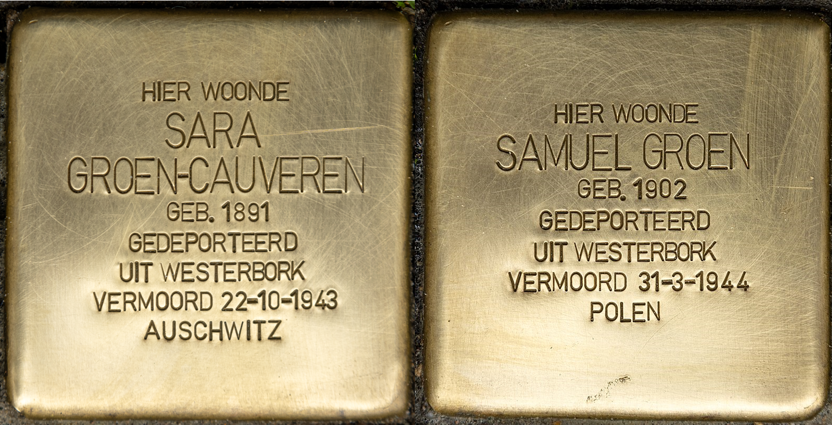 HIER WOONDE
SARA
GROEN-CAUVEREN
GEB. 1891
GEDEPORTEERD
UIT WESTERBORK
VERMOORD 22-10-1943
AUSCHWITZ
HIER WOONDE
SAMUEL GROEN
GEB. 1902
GEDEPORTEERD
UIT WESTERBORK
VERMOORD 31-3-1944
POLEN